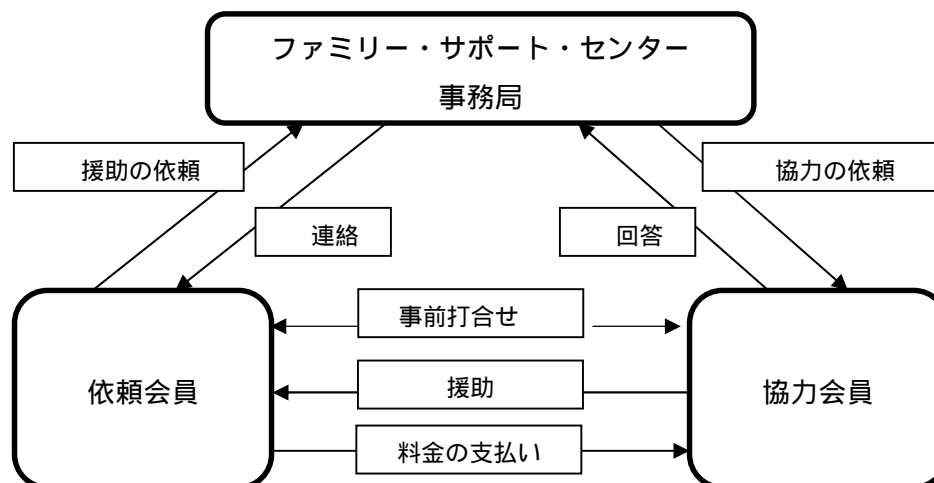 ファミリー・サポート・センター
事務局
援助の依頼
協力の依頼
連絡
回答
事前打合せ
依頼会員
援助
協力会員
料金の支払い